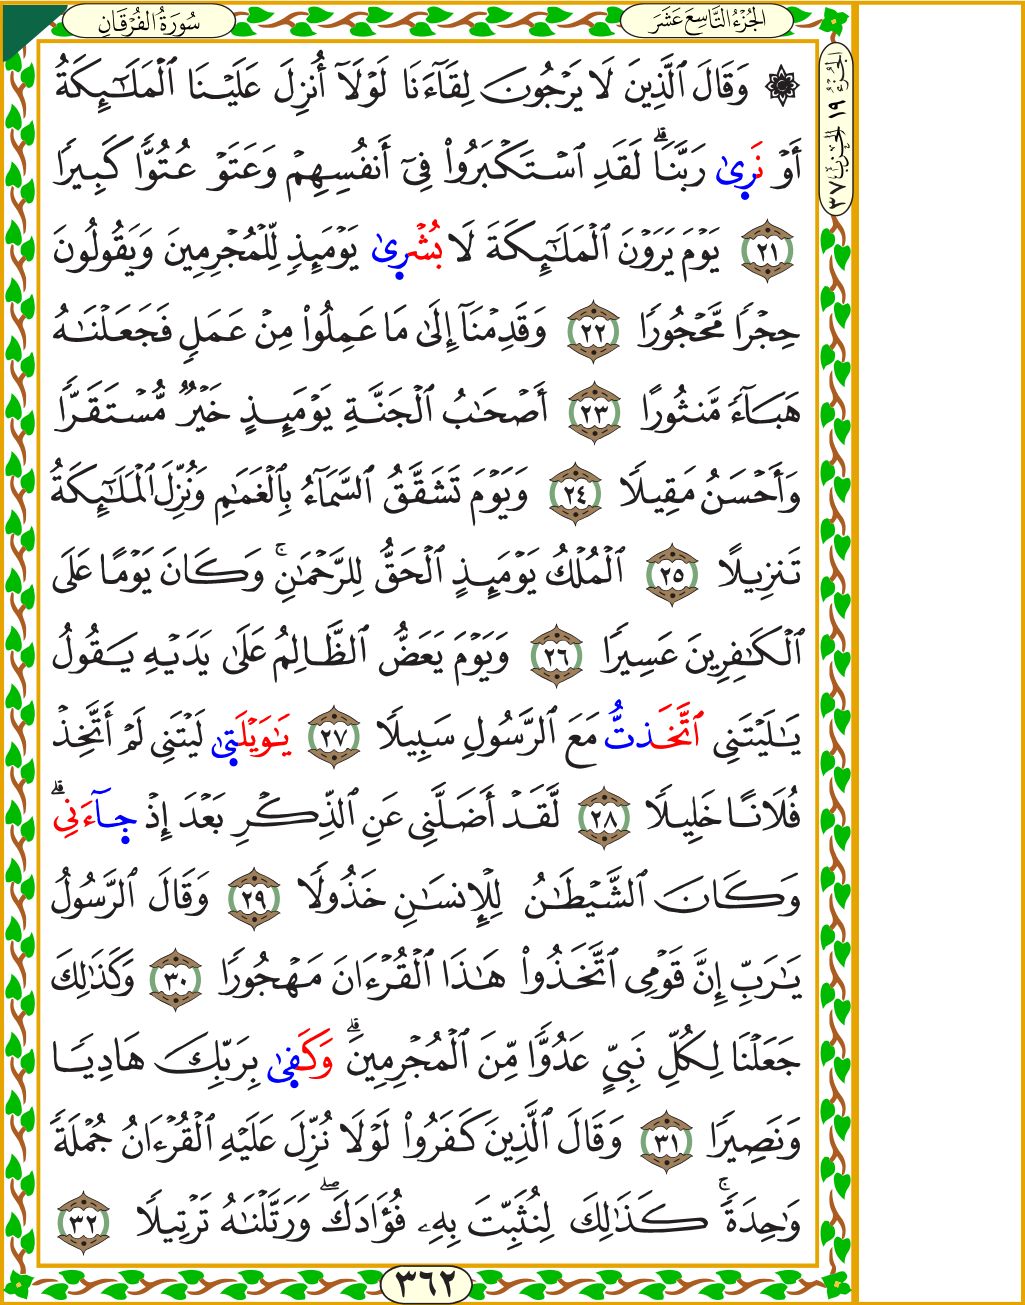 سُورَةُ الفُرْقَانِ
الجُزْءُ التَّاسِعَ عَشَرَ
الجزء ١٩ الحزب ٣٧
۞ وَقَالَ ٱلَّذِينَ لَا يَرْجُونَ لِقَآءَنَا لَوْلَآ أُنزِلَ عَلَيْنَا ٱلْمَلَـٰٓئِكَةُ
أَوْ نَرَىٰ رَبَّنَا ۗ لَقَدِ ٱسْتَكْبَرُوا۟ فِىٓ أَنفُسِهِمْ وَعَتَوْ عُتُوًّا كَبِيرًا
٢١ يَوْمَ يَرَوْنَ ٱلْمَلَـٰٓئِكَةَ لَا بُشْرَىٰ يَوْمَئِذٍ لِّلْمُجْرِمِينَ وَيَقُولُونَ
حِجْرًا مَّحْجُورًا ٢٢ وَقَدِمْنَآ إِلَىٰ مَا عَمِلُوا۟ مِنْ عَمَلٍ فَجَعَلْنَـٰهُ
هَبَآءً مَّنثُورًا ٢٣ أَصْحَـٰبُ ٱلْجَنَّةِ يَوْمَئِذٍ خَيْرٌ مُّسْتَقَرًّا
وَأَحْسَنُ مَقِيلًا ٢٤ وَيَوْمَ تَشَقَّقُ ٱلسَّمَآءُ بِٱلْغَمَـٰمِ وَنُزِّلَ ٱلْمَلَـٰٓئِكَةُ
تَنزِيلًا ٢٥ ٱلْمُلْكُ يَوْمَئِذٍ ٱلْحَقُّ لِلرَّحْمَـٰنِ ۚ وَكَانَ يَوْمًا عَلَى
ٱلْكَـٰفِرِينَ عَسِيرًا ٢٦ وَيَوْمَ يَعَضُّ ٱلظَّالِمُ عَلَىٰ يَدَيْهِ يَقُولُ
يَـٰلَيْتَنِى ٱتَّخَذتُّ مَعَ ٱلرَّسُولِ سَبِيلًا ٢٧ يَـٰوَيْلَتِىٰ لَيْتَنِى لَمْ أَتَّخِذْ
فُلَانًا خَلِيلًا ٢٨ لَّقَدْ أَضَلَّنِى عَنِ ٱلذِّكْرِ بَعْدَ إِذْ جَآءَنِى ۗ
وَكَانَ ٱلشَّيْطَـٰنُ لِلْإِنسَـٰنِ خَذُولًا ٢٩ وَقَالَ ٱلرَّسُولُ
يَـٰرَبِّ إِنَّ قَوْمِى ٱتَّخَذُوا۟ هَـٰذَا ٱلْقُرْءَانَ مَهْجُورًا ٣٠ وَكَذَٰلِكَ
جَعَلْنَا لِكُلِّ نَبِىٍّ عَدُوًّا مِّنَ ٱلْمُجْرِمِينَ ۗ وَكَفَىٰ بِرَبِّكَ هَادِيًا
وَنَصِيرًا ٣١ وَقَالَ ٱلَّذِينَ كَفَرُوا۟ لَوْلَا نُزِّلَ عَلَيْهِ ٱلْقُرْءَانُ جُمْلَةً
وَٰحِدَةً ۚ كَذَٰلِكَ لِنُثَبِّتَ بِهِۦ فُؤَادَكَ ۖ وَرَتَّلْنَـٰهُ تَرْتِيلًا ٣٢
٣٦٢